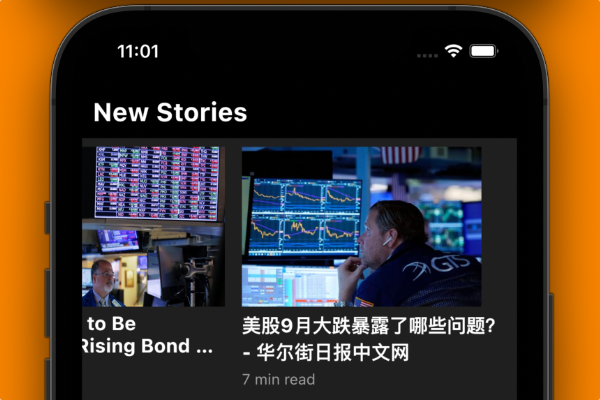 11:01
New Stories
GTS
to Be
Rising Bond ...
美股9月大跌暴露了哪些问题?
- 华尔街日报中文网
7 min read